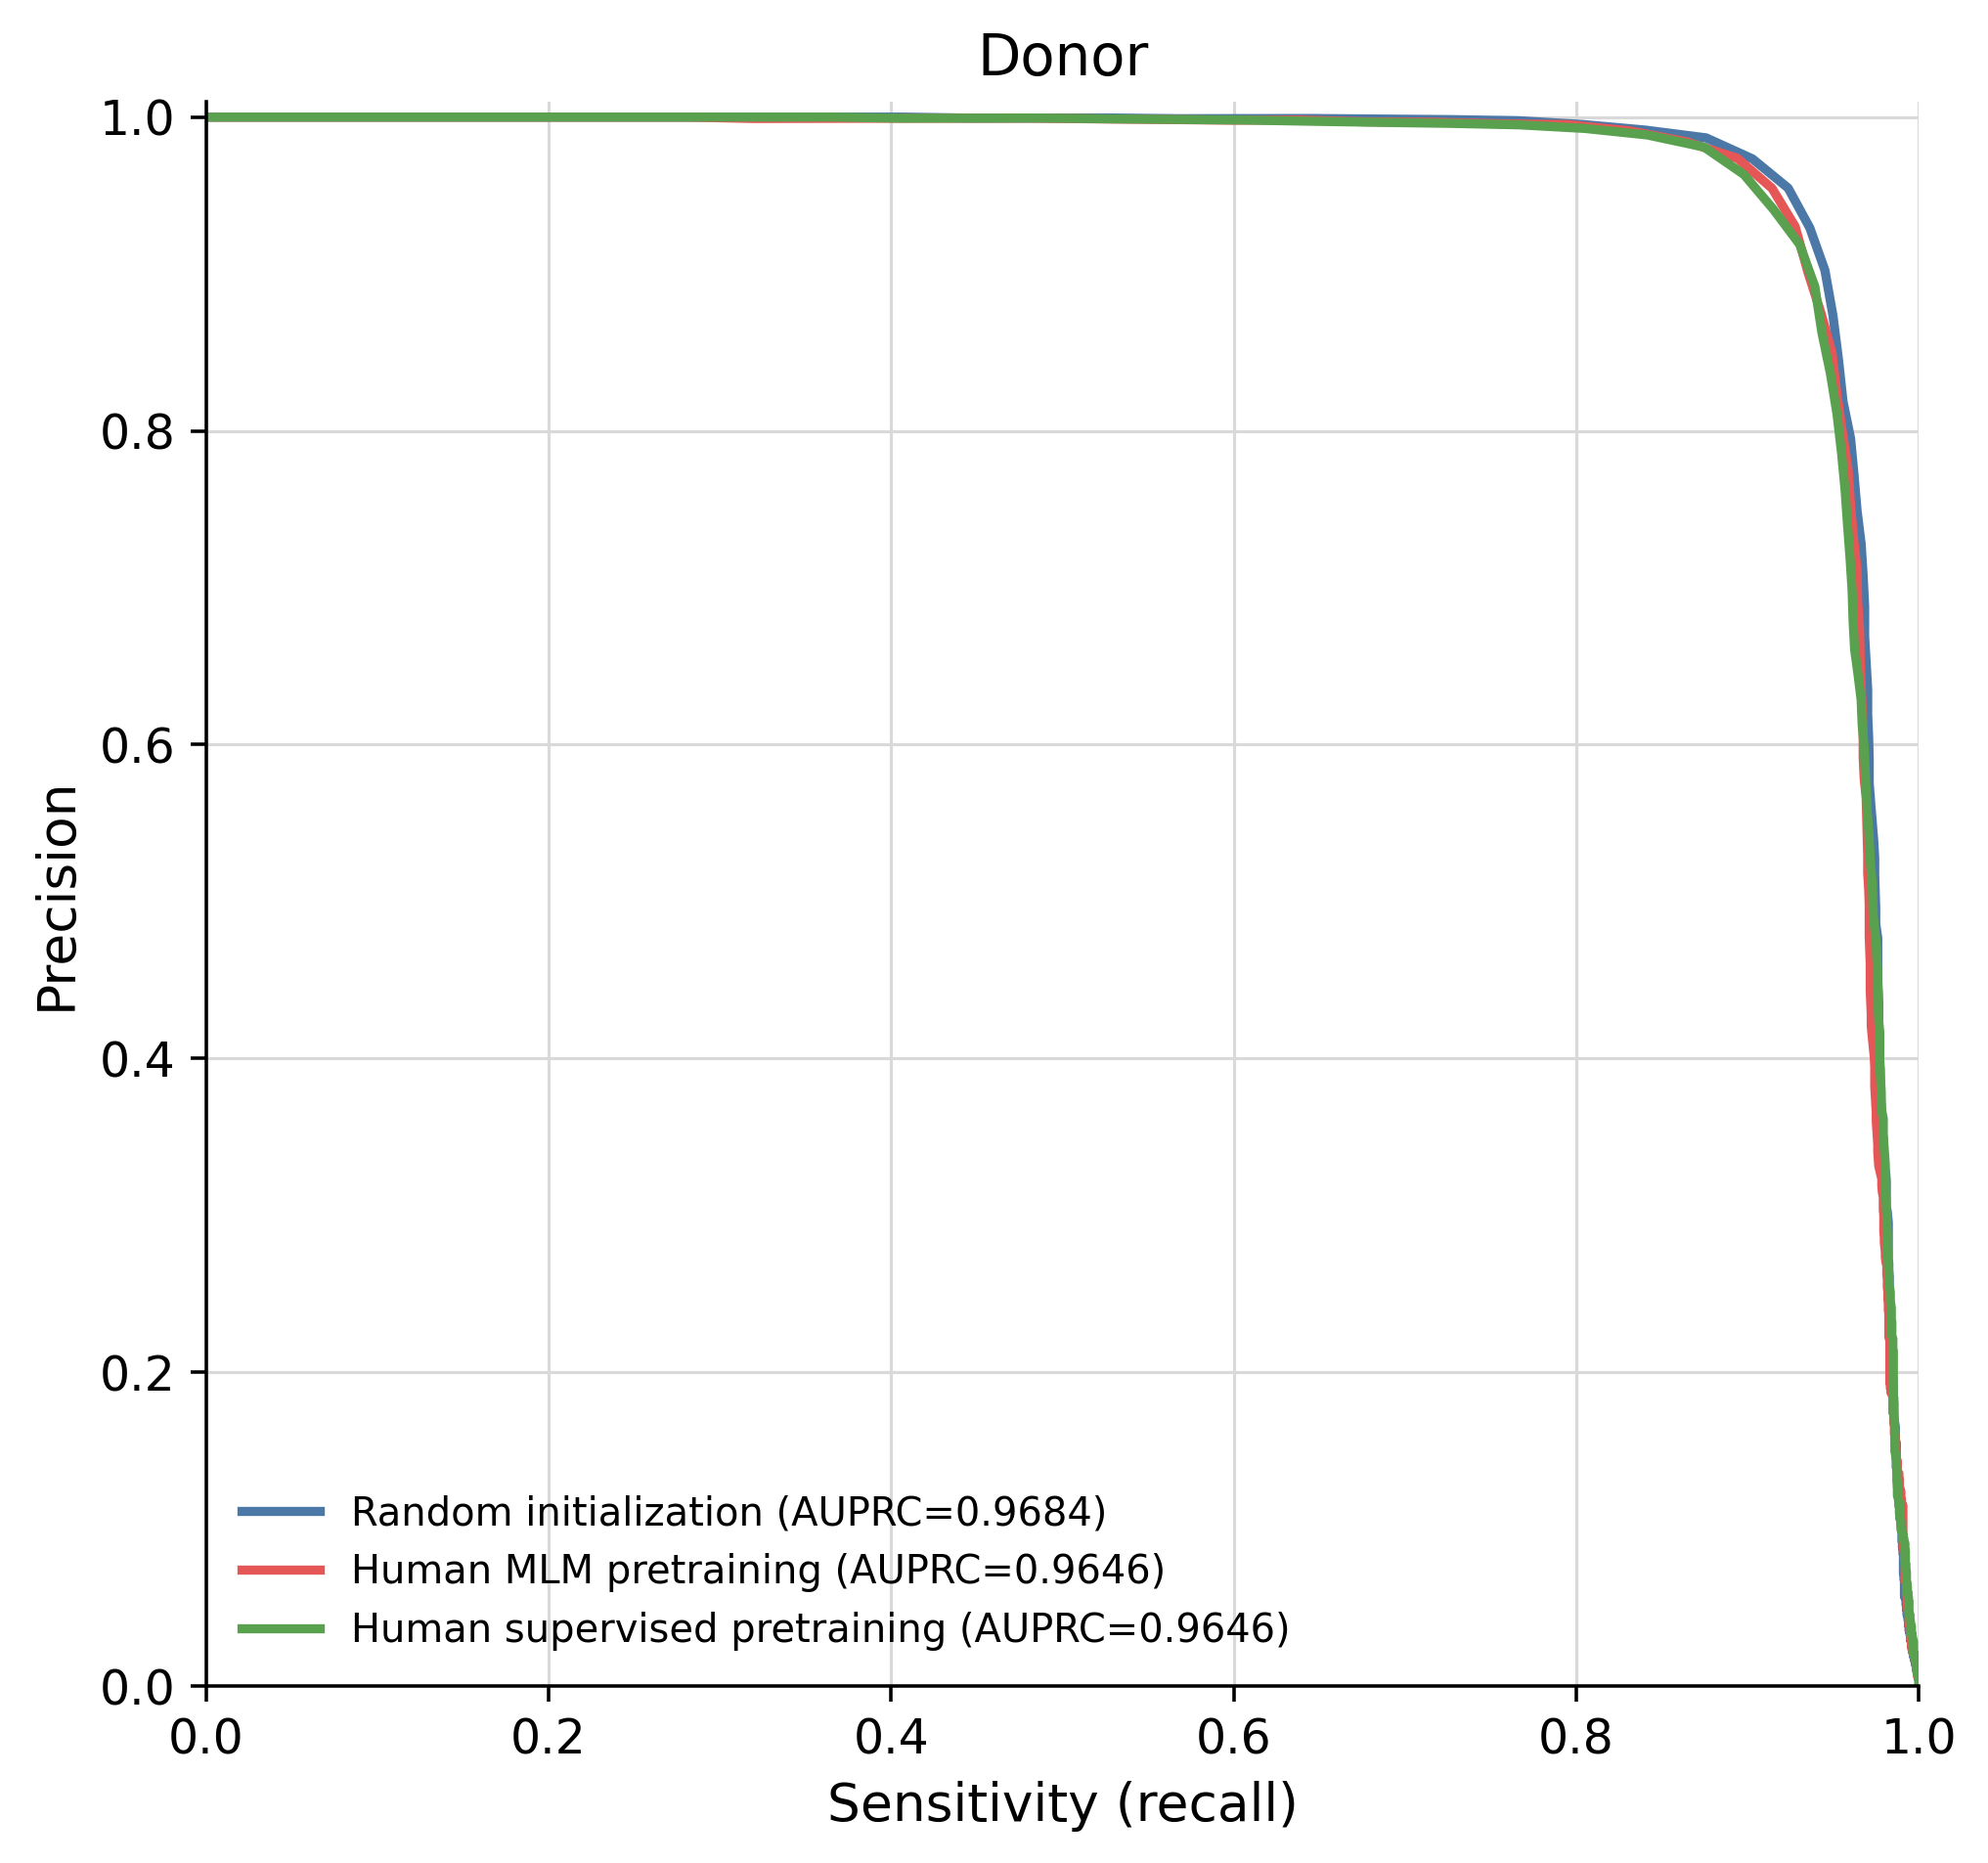 Donor
1.0
0.8
0.6
0.4
0.2
0.0
Precision
Random initialization (AUPRC=0.9684)
Human MLM pretraining (AUPRC=0.9646)
Human supervised pretraining (AUPRC=0.9646)
0.0 0.2 0.4 0.6 0.8 1.0
Sensitivity (recall)